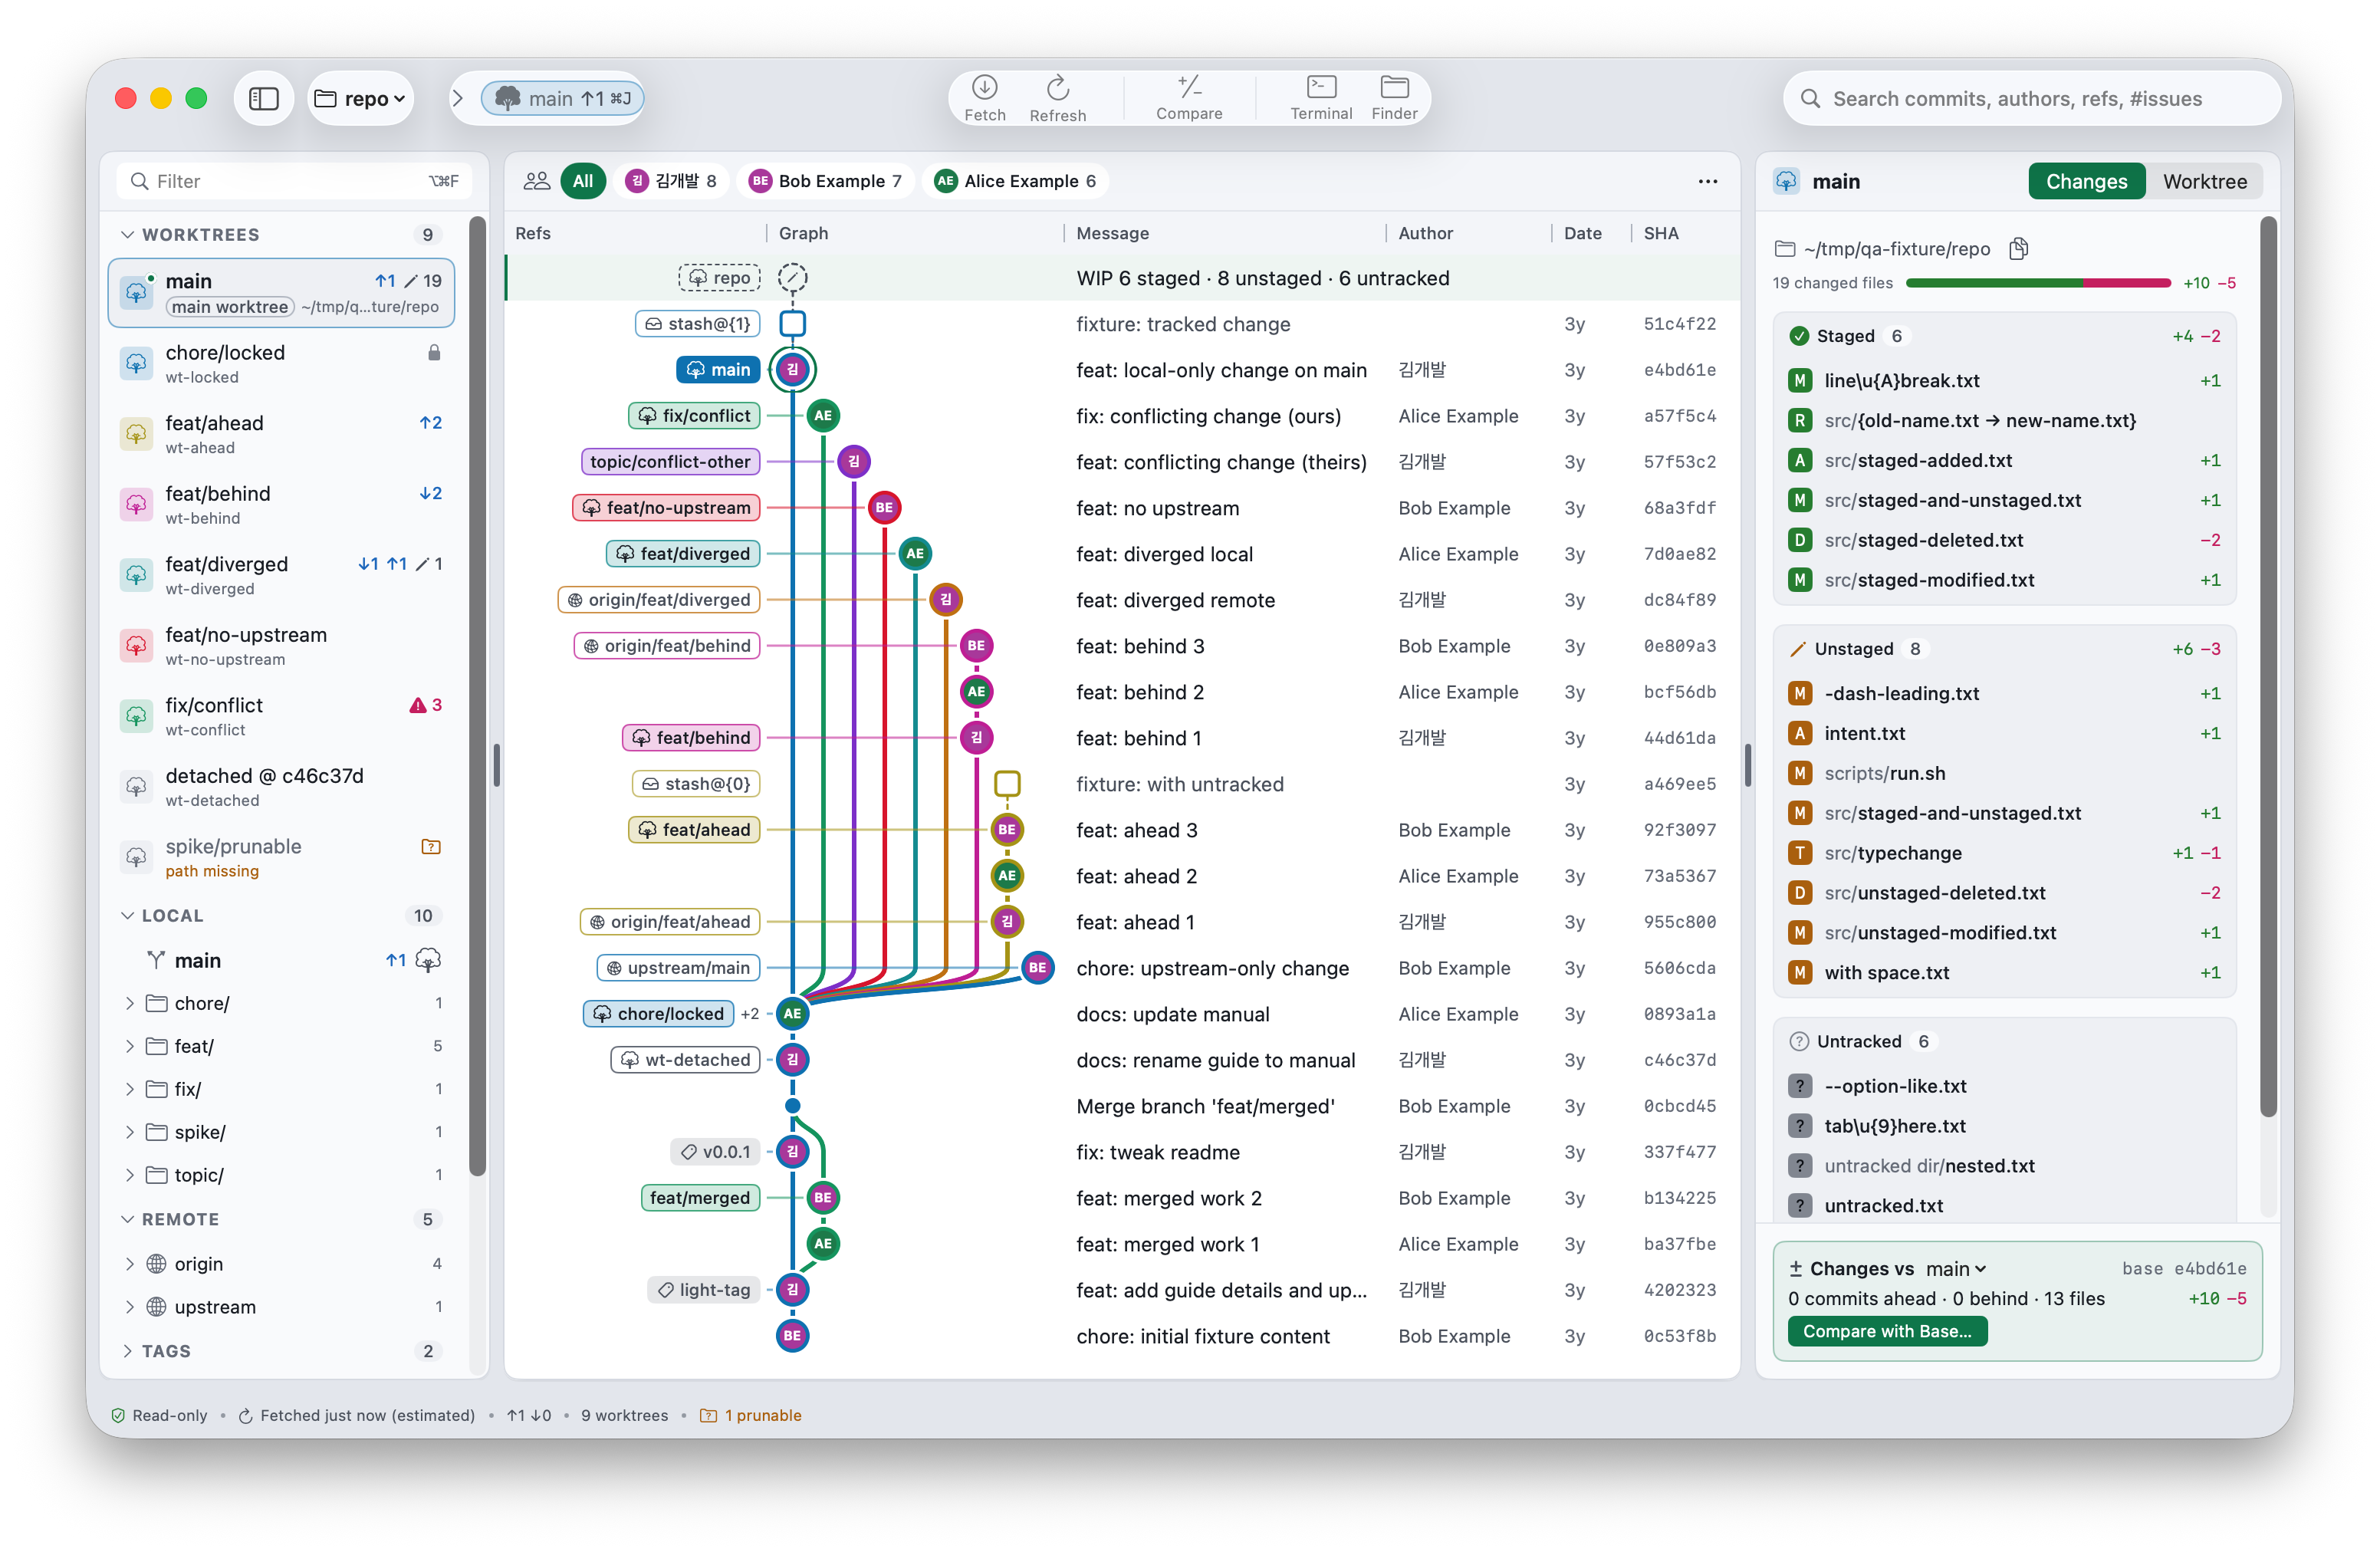 repo
main ↑1 ⌘J
Fetch
Refresh
Compare
Terminal
Finder
Search commits, authors, refs, #issues
Filter ⌥⌘F
WORKTREES 9
main ↑1 19
main worktree ~/tmp/q...ture/repo
chore/locked
wt-locked
feat/ahead ↑2
wt-ahead
feat/behind ↓2
wt-behind
feat/diverged ↓1 ↑1 1
wt-diverged
feat/no-upstream
wt-no-upstream
fix/conflict 3
wt-conflict
detached @ c46c37d
wt-detached
spike/prunable
path missing
LOCAL 10
main ↑1
chore/ 1
feat/ 5
fix/ 1
spike/ 1
topic/ 1
REMOTE 5
origin 4
upstream 1
TAGS 2
All 김 김개발 8 BE Bob Example 7 AE Alice Example 6 ...
Refs Graph Message Author Date SHA
repo WIP 6 staged · 8 unstaged · 6 untracked
stash@{1} fixture: tracked change 3y 51c4f22
main 김 feat: local-only change on main 김개발 3y e4bd61e
fix/conflict AE fix: conflicting change (ours) Alice Example 3y a57f5c4
topic/conflict-other 김 feat: conflicting change (theirs) 김개발 3y 57f53c2
feat/no-upstream BE feat: no upstream Bob Example 3y 68a3fdf
feat/diverged AE feat: diverged local Alice Example 3y 7d0ae82
origin/feat/diverged 김 feat: diverged remote 김개발 3y dc84f89
origin/feat/behind BE feat: behind 3 Bob Example 3y 0e809a3
AE feat: behind 2 Alice Example 3y bcf56db
feat/behind 김 feat: behind 1 김개발 3y 44d61da
stash@{0} fixture: with untracked 3y a469ee5
feat/ahead BE feat: ahead 3 Bob Example 3y 92f3097
AE feat: ahead 2 Alice Example 3y 73a5367
origin/feat/ahead 김 feat: ahead 1 김개발 3y 955c800
upstream/main BE chore: upstream-only change Bob Example 3y 5606cda
chore/locked +2 AE docs: update manual Alice Example 3y 0893a1a
wt-detached 김 docs: rename guide to manual 김개발 3y c46c37d
Merge branch 'feat/merged' Bob Example 3y 0cbcd45
v0.0.1 김 fix: tweak readme 김개발 3y 337f477
feat/merged BE feat: merged work 2 Bob Example 3y b134225
AE feat: merged work 1 Alice Example 3y ba37fbe
light-tag 김 feat: add guide details and up... 김개발 3y 4202323
BE chore: initial fixture content Bob Example 3y 0c53f8b
main Changes Worktree
~/tmp/qa-fixture/repo
19 changed files +10 −5
Staged 6 +4 −2
M line\u{A}break.txt +1
R src/{old-name.txt → new-name.txt}
A src/staged-added.txt +1
M src/staged-and-unstaged.txt +1
D src/staged-deleted.txt −2
M src/staged-modified.txt +1
Unstaged 8 +6 −3
M -dash-leading.txt +1
A intent.txt +1
M scripts/run.sh
M src/staged-and-unstaged.txt +1
T src/typechange +1 −1
D src/unstaged-deleted.txt −2
M src/unstaged-modified.txt +1
M with space.txt +1
? Untracked 6
? --option-like.txt
? tab\u{9}here.txt
? untracked dir/nested.txt
? untracked.txt
± Changes vs main base e4bd61e
0 commits ahead · 0 behind · 13 files +10 −5
Compare with Base...
Read-only • Fetched just now (estimated) • ↑1 ↓0 • 9 worktrees • 1 prunable